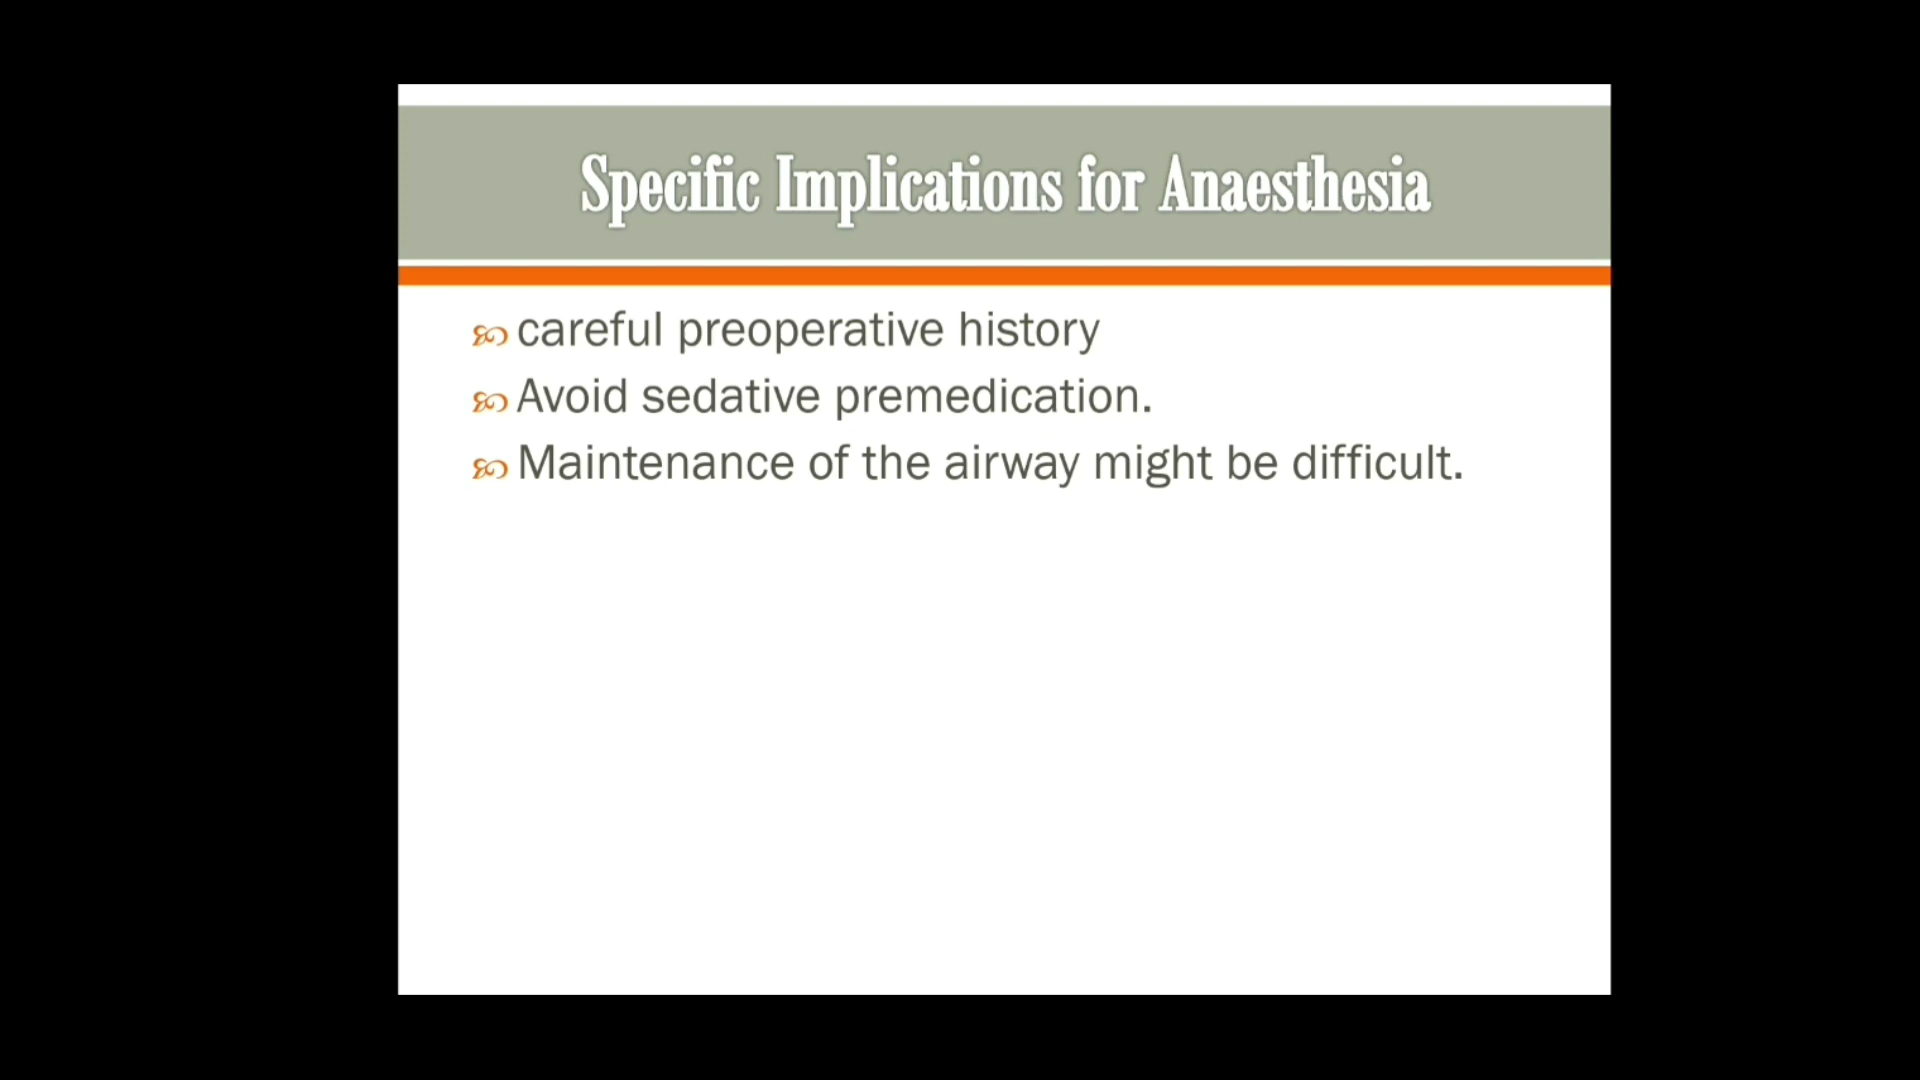 Specific Implications for Anaesthesia
careful preoperative history
Avoid sedative premedication.
Maintenance of the airway might be difficult.